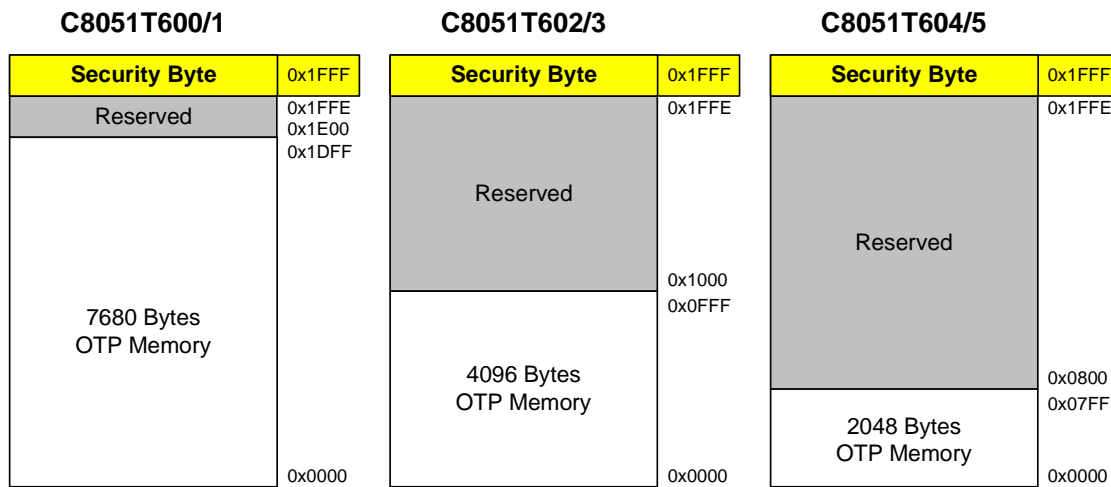 C8051T600/1
Security Byte
0x1FFF
Reserved
0x1FFE
0x1E00
0x1DFF
7680 Bytes
OTP Memory
0x0000
C8051T602/3
Security Byte
0x1FFF
0x1FFE
Reserved
0x1000
0x0FFF
4096 Bytes
OTP Memory
0x0000
C8051T604/5
Security Byte
0x1FFF
0x1FFE
Reserved
0x0800
0x07FF
2048 Bytes
OTP Memory
0x0000